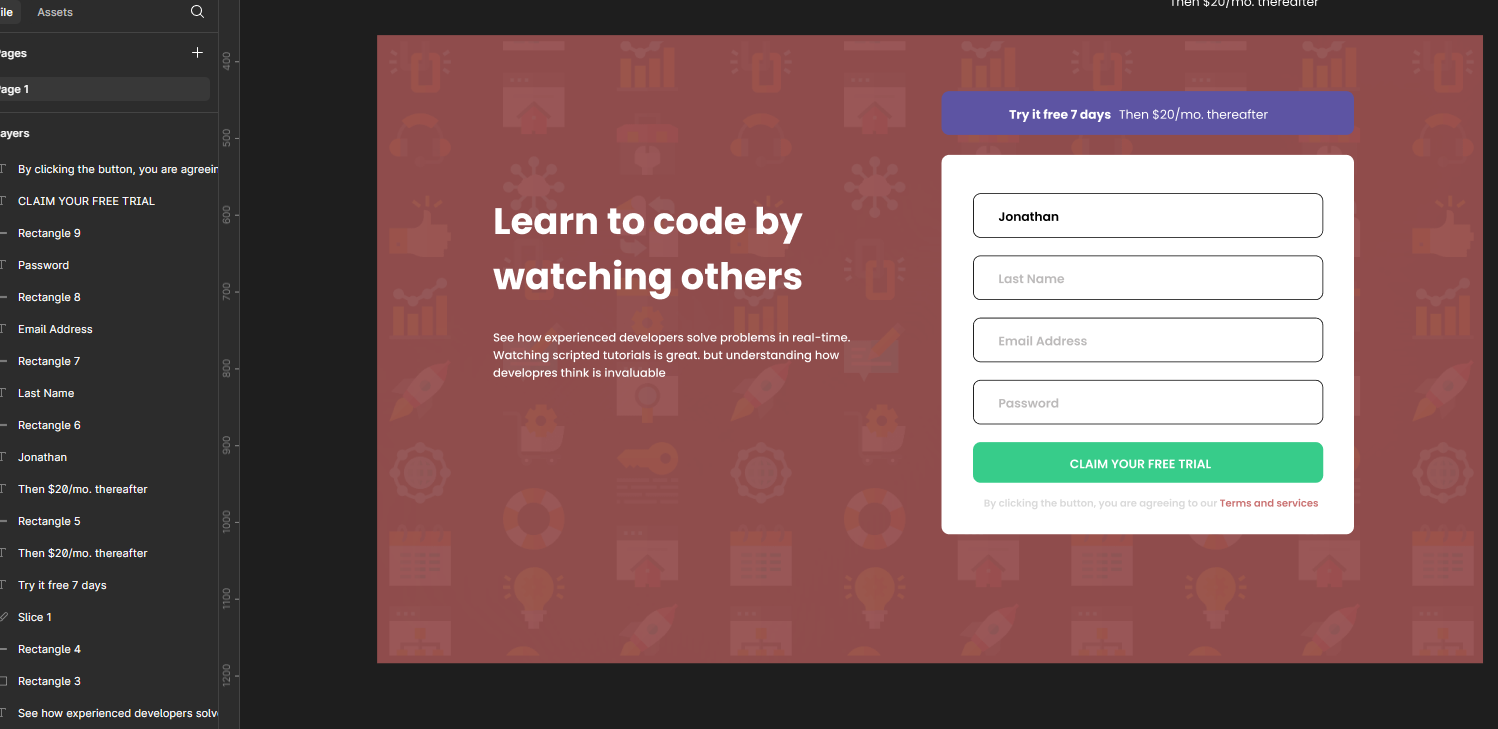 File
Assets
Pages
Page 1
Layers
By clicking the button, you are agreein
CLAIM YOUR FREE TRIAL
Rectangle 9
Password
Rectangle 8
Email Address
Rectangle 7
Last Name
Rectangle 6
Jonathan
Then $20/mo. thereafter
Rectangle 5
Then $20/mo. thereafter
Try it free 7 days
Slice 1
Rectangle 4
Rectangle 3
See how experienced developers solv
400
500
600
700
800
900
1000
1100
1200
Then $20/mo. thereafter
Try it free 7 days Then $20/mo. thereafter
Learn to code by
watching others
See how experienced developers solve problems in real-time.
Watching scripted tutorials is great. but understanding how
developres think is invaluable
Jonathan
Last Name
Email Address
Password
CLAIM YOUR FREE TRIAL
By clicking the button, you are agreeing to our Terms and services